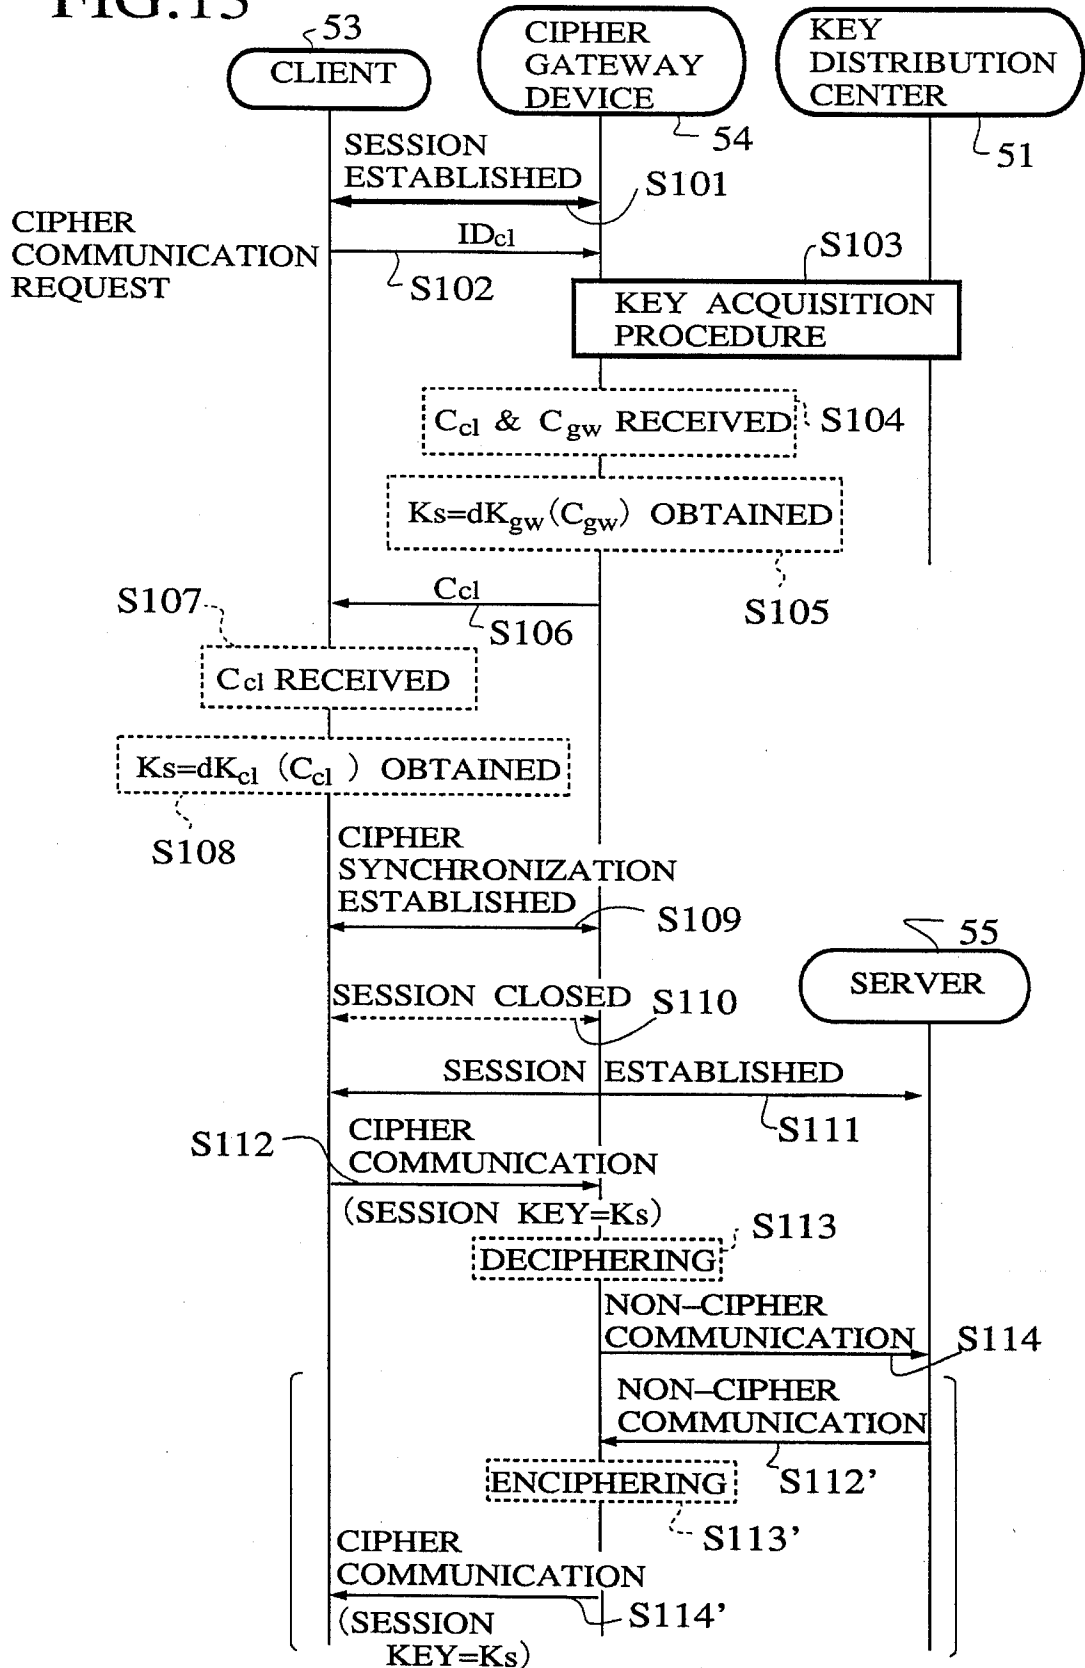 FIG.13
53
CLIENT
CIPHER
GATEWAY
DEVICE
54
KEY
DISTRIBUTION
CENTER
51
SESSION
ESTABLISHED
S101
CIPHER
COMMUNICATION
REQUEST
IDcl
S102
S103
KEY ACQUISITION
PROCEDURE
Ccl & Cgw RECEIVED
S104
Ks=dKgw(Cgw) OBTAINED
S105
Ccl
S106
S107
Ccl RECEIVED
Ks=dKcl (Ccl ) OBTAINED
S108
CIPHER
SYNCHRONIZATION
ESTABLISHED
S109
55
SERVER
SESSION CLOSED
S110
SESSION ESTABLISHED
S111
S112
CIPHER
COMMUNICATION
(SESSION KEY=Ks)
S113
DECIPHERING
NON-CIPHER
COMMUNICATION
S114
NON-CIPHER
COMMUNICATION
S112'
ENCIPHERING
S113'
CIPHER
COMMUNICATION
S114'
(SESSION
KEY=Ks)